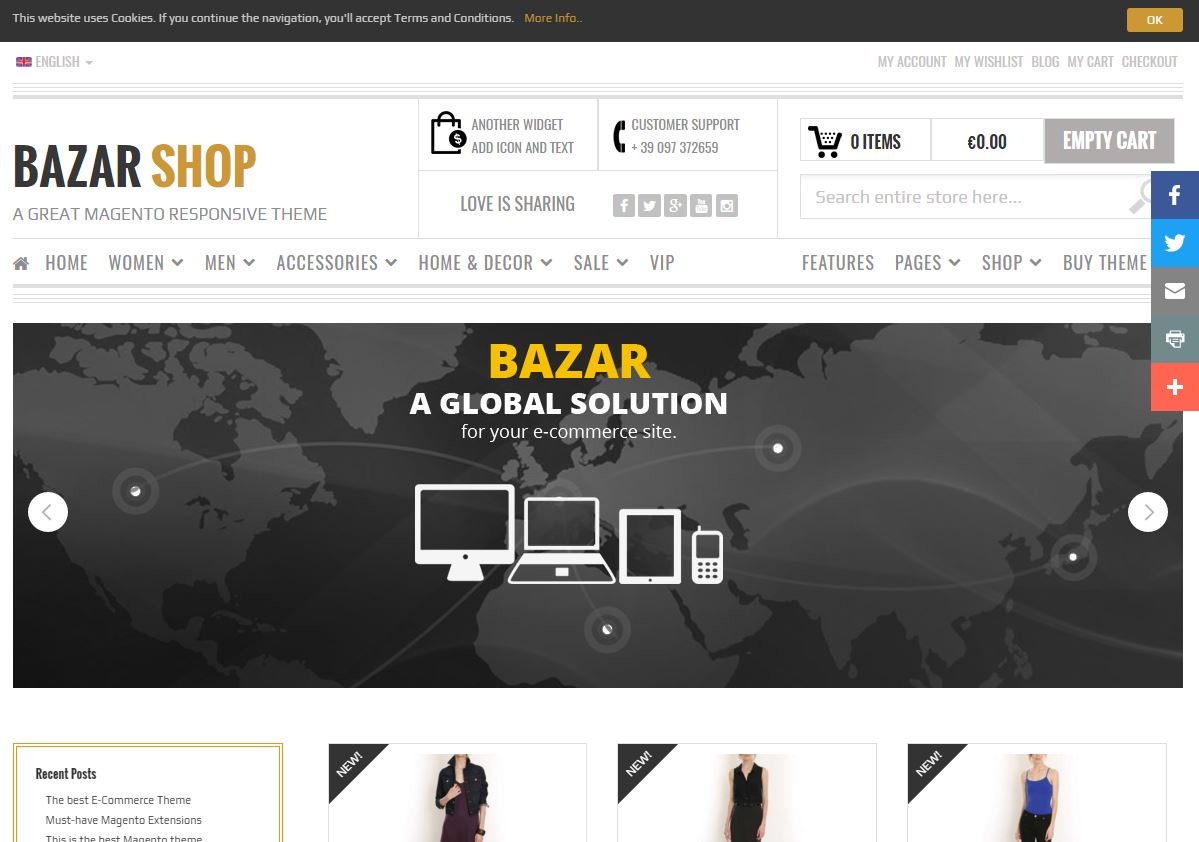 This website uses Cookies. If you continue the navigation, you'll accept Terms and Conditions. More Info..
OK
ENGLISH
MY ACCOUNT MY WISHLIST BLOG MY CART CHECKOUT
BAZAR SHOP
A GREAT MAGENTO RESPONSIVE THEME
ANOTHER WIDGET
ADD ICON AND TEXT
CUSTOMER SUPPORT
+ 39 097 372659
LOVE IS SHARING
0 ITEMS
€0.00
EMPTY CART
Search entire store here...
HOME WOMEN MEN ACCESSORIES HOME & DECOR SALE VIP FEATURES PAGES SHOP BUY THEME
BAZAR
A GLOBAL SOLUTION
for your e-commerce site.
Recent Posts
The best E-Commerce Theme
Must-have Magento Extensions
This is the best Magento theme
NEW!
NEW!
NEW!